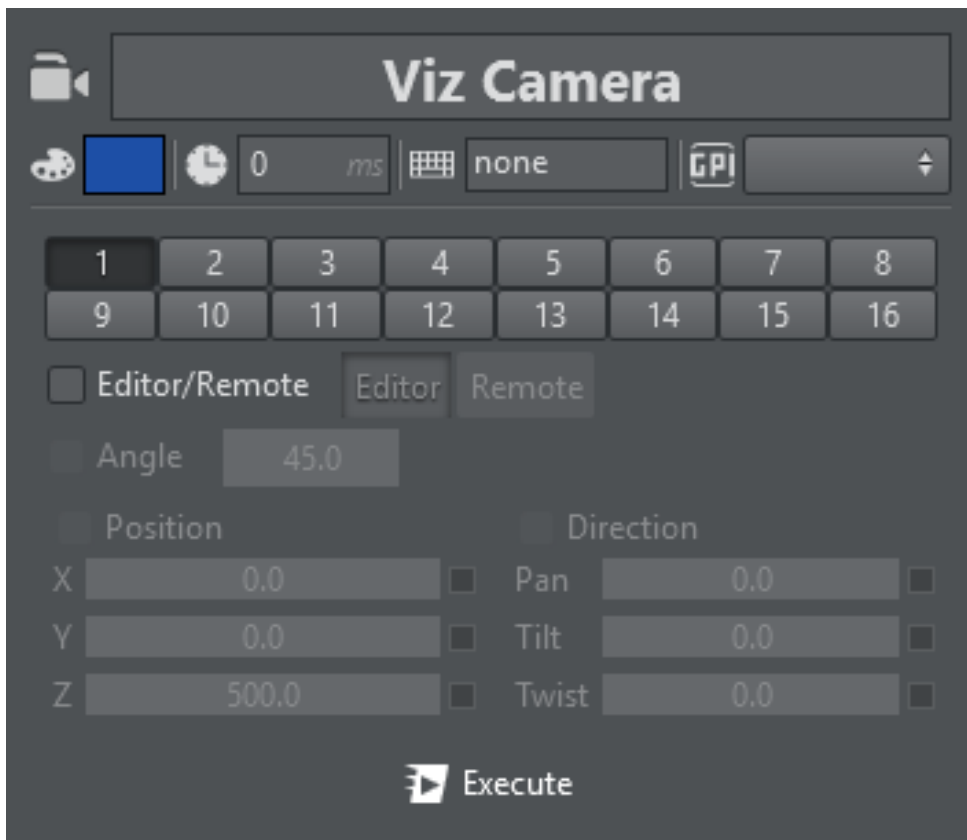 Viz Camera
0 ms none GPI
1 2 3 4 5 6 7 8
9 10 11 12 13 14 15 16
Editor/Remote Editor Remote
Angle 45.0
Position Direction
X 0.0 Pan 0.0
Y 0.0 Tilt 0.0
Z 500.0 Twist 0.0
Execute